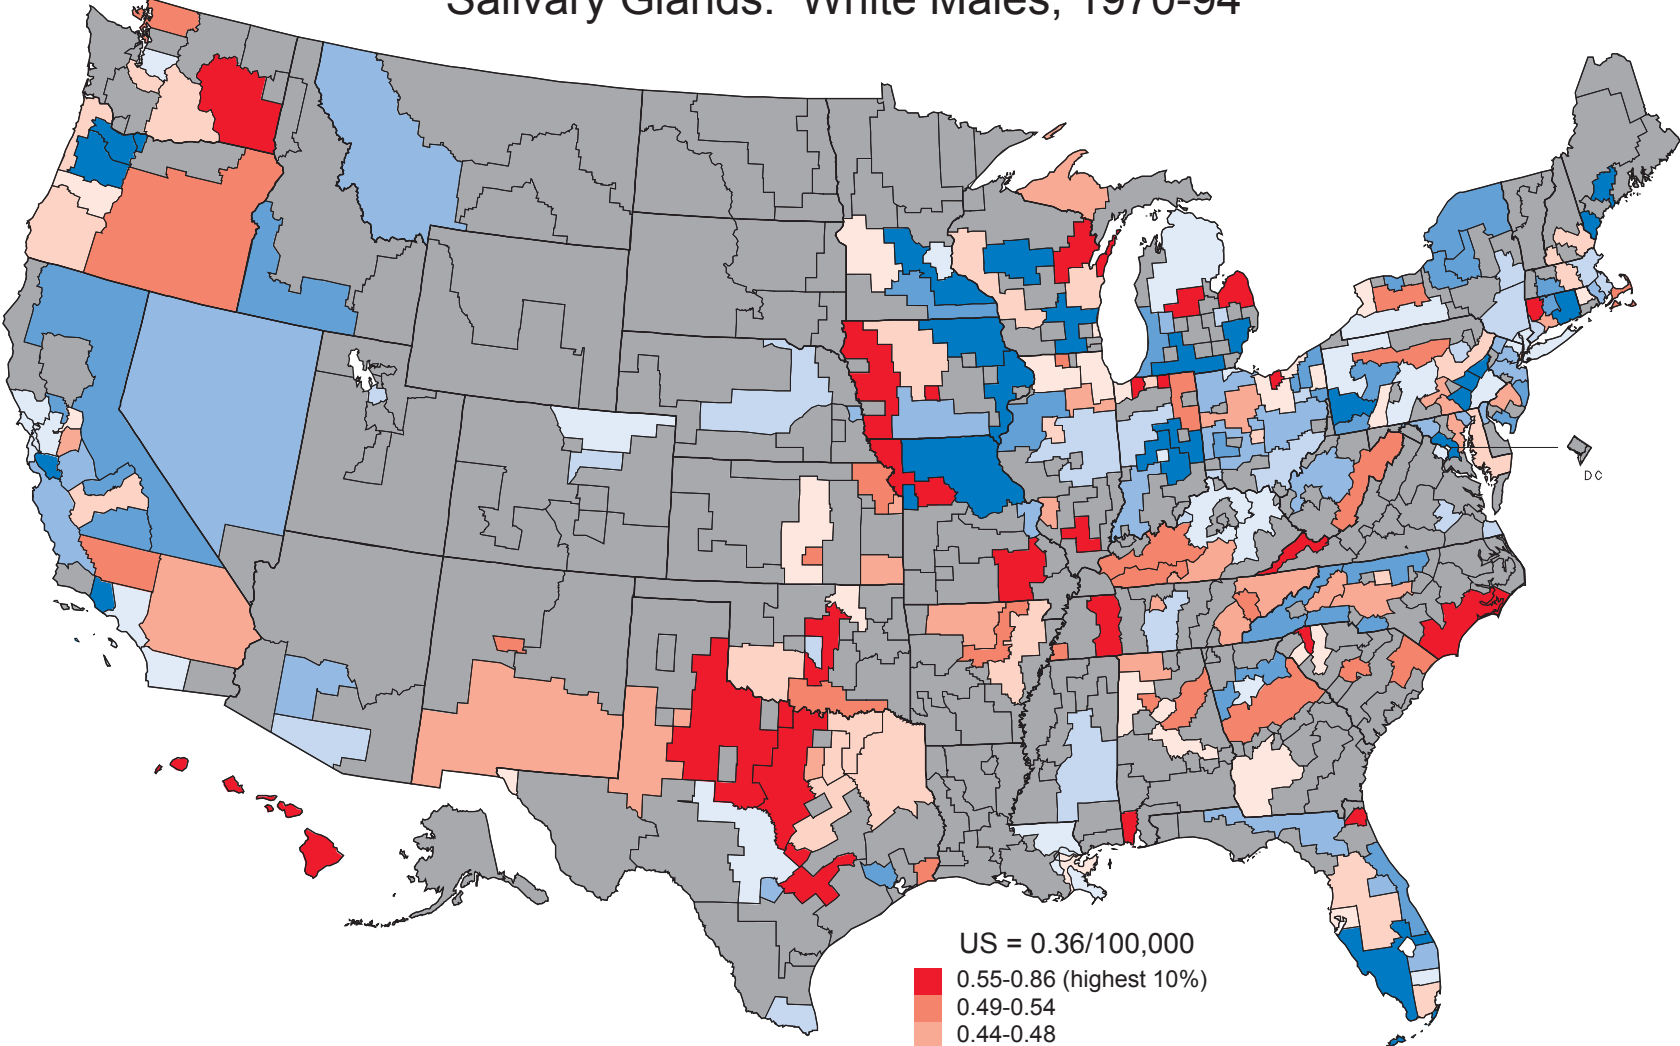 Salivary Glands: White Males, 1970-94
DC
US = 0.36/100,000
0.55-0.86 (highest 10%)
0.49-0.54
0.44-0.48